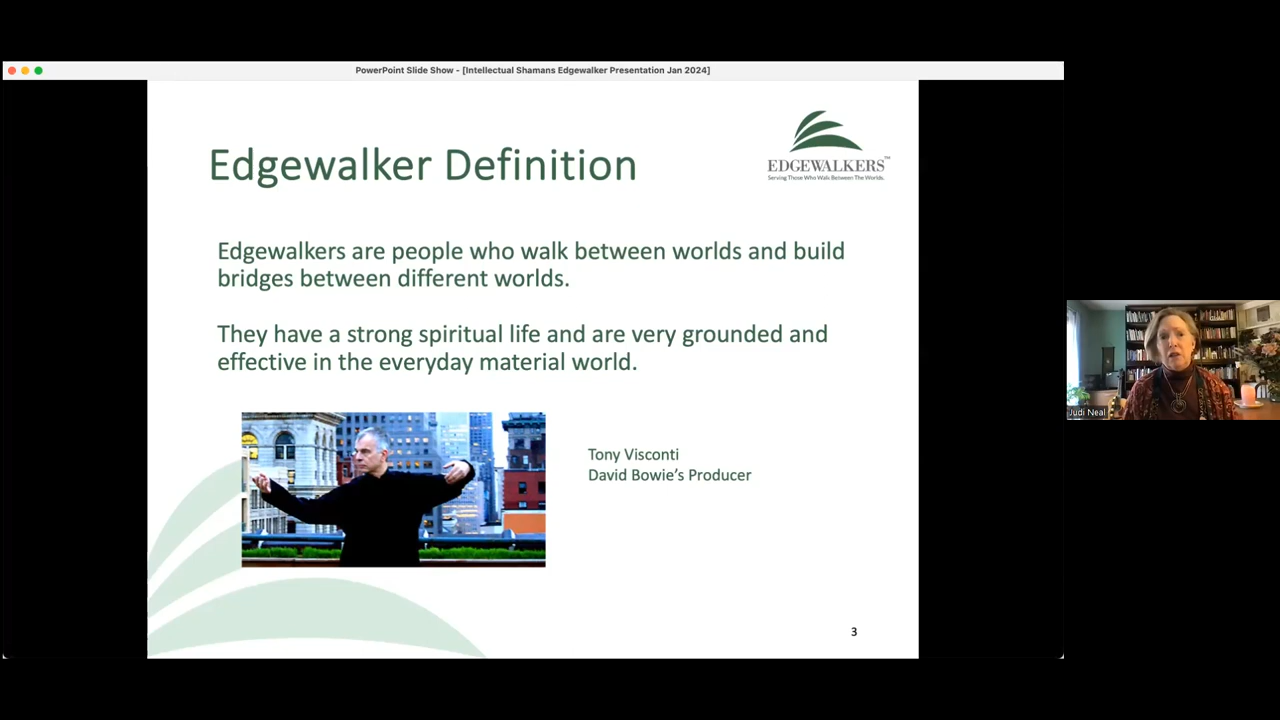 PowerPoint Slide Show - [Intellectual Shamans Edgewalker Presentation Jan 2024]
Edgewalker Definition
EDGEWALKERS™
Serving Those Who Walk Between The Worlds.
Edgewalkers are people who walk between worlds and build
bridges between different worlds.
They have a strong spiritual life and are very grounded and
effective in the everyday material world.
Tony Visconti
David Bowie's Producer
Judi Neal
3